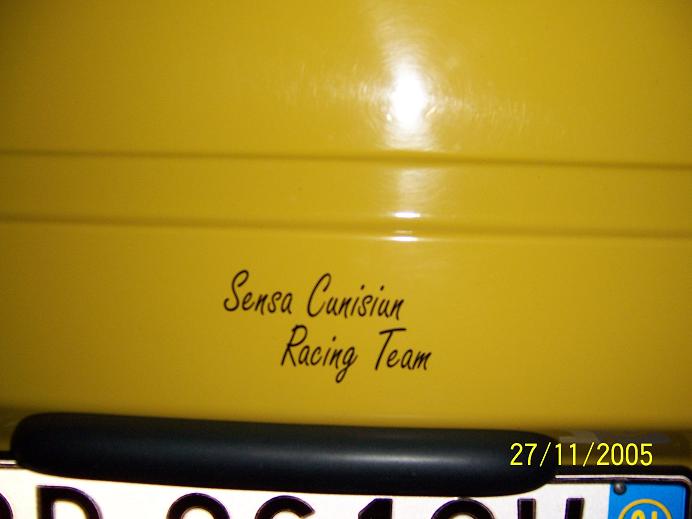 Sensa Cunisiun
Racing Team
27/11/2005